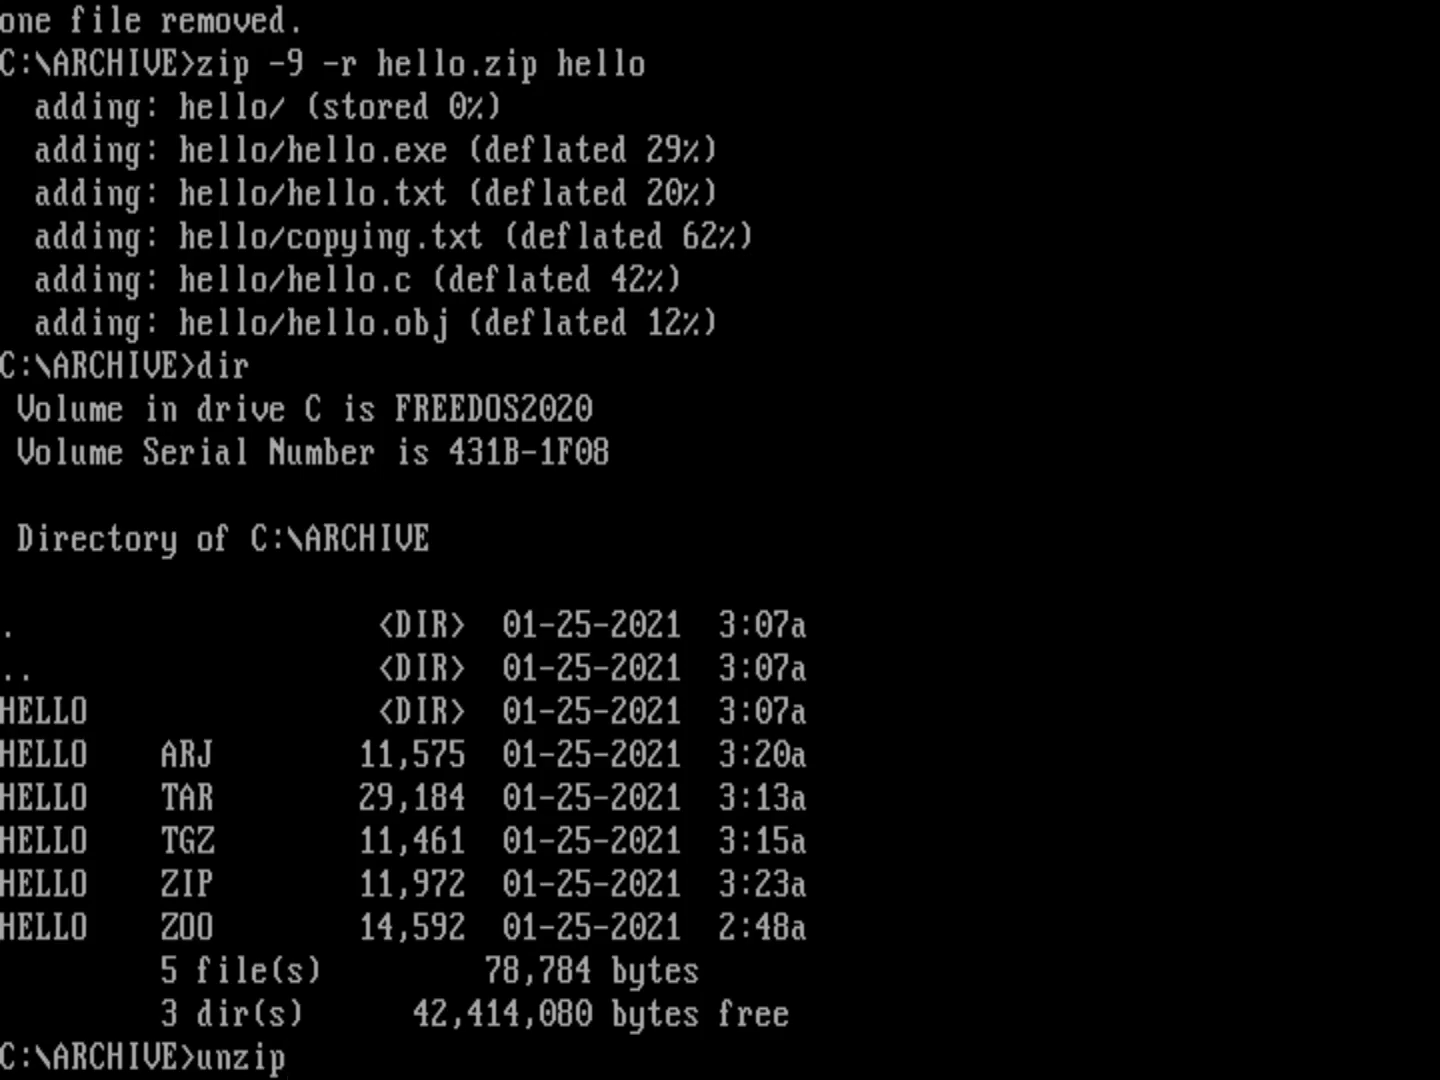 one file removed.
C:\ARCHIVE>zip -9 -r hello.zip hello
  adding: hello/ (stored 0%)
  adding: hello/hello.exe (deflated 29%)
  adding: hello/hello.txt (deflated 20%)
  adding: hello/copying.txt (deflated 62%)
  adding: hello/hello.c (deflated 42%)
  adding: hello/hello.obj (deflated 12%)
C:\ARCHIVE>dir
 Volume in drive C is FREEDOS2020
 Volume Serial Number is 431B-1F08

 Directory of C:\ARCHIVE

.                    <DIR>  01-25-2021  3:07a
..                   <DIR>  01-25-2021  3:07a
HELLO                <DIR>  01-25-2021  3:07a
HELLO    ARJ        11,575  01-25-2021  3:20a
HELLO    TAR        29,184  01-25-2021  3:13a
HELLO    TGZ        11,461  01-25-2021  3:15a
HELLO    ZIP        11,972  01-25-2021  3:23a
HELLO    ZOO        14,592  01-25-2021  2:48a
         5 file(s)         78,784 bytes
         3 dir(s)      42,414,080 bytes free
C:\ARCHIVE>unzip